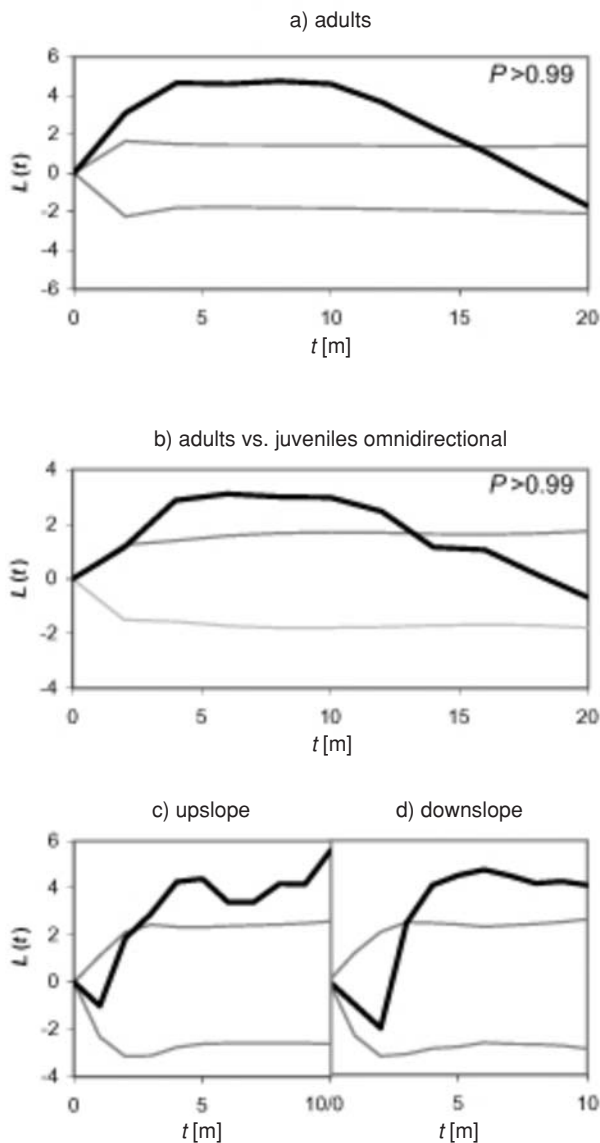 a) adults
6
P >0.99
4
2
0
-2
-4
-6
L (t)
0 5 10 15 20
t [m]
b) adults vs. juveniles omnidirectional
4
P >0.99
2
0
-2
-4
L (t)
0 5 10 15 20
t [m]
c) upslope d) downslope
6
4
2
0
-2
-4
L (t)
0 5 10/0 5 10
t [m] t [m]